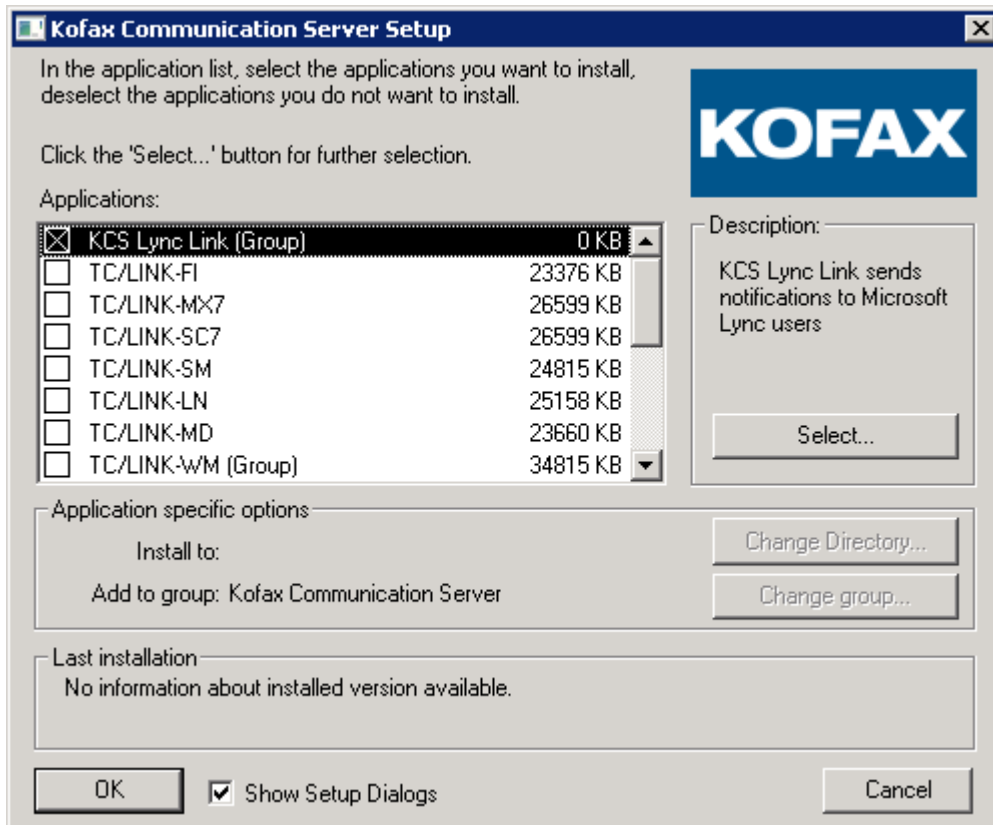 Kofax Communication Server Setup
In the application list, select the applications you want to install,
deselect the applications you do not want to install.
Click the 'Select...' button for further selection.
KOFAX
Applications:
KCS Lync Link (Group) 0 KB
TC/LINK-FI 23376 KB
TC/LINK-MX7 26599 KB
TC/LINK-SC7 26599 KB
TC/LINK-SM 24815 KB
TC/LINK-LN 25158 KB
TC/LINK-MD 23660 KB
TC/LINK-WM (Group) 34815 KB
Description:
KCS Lync Link sends
notifications to Microsoft
Lync users
Select...
Application specific options
Install to:
Change Directory...
Add to group: Kofax Communication Server
Change group...
Last installation
No information about installed version available.
OK
Show Setup Dialogs
Cancel